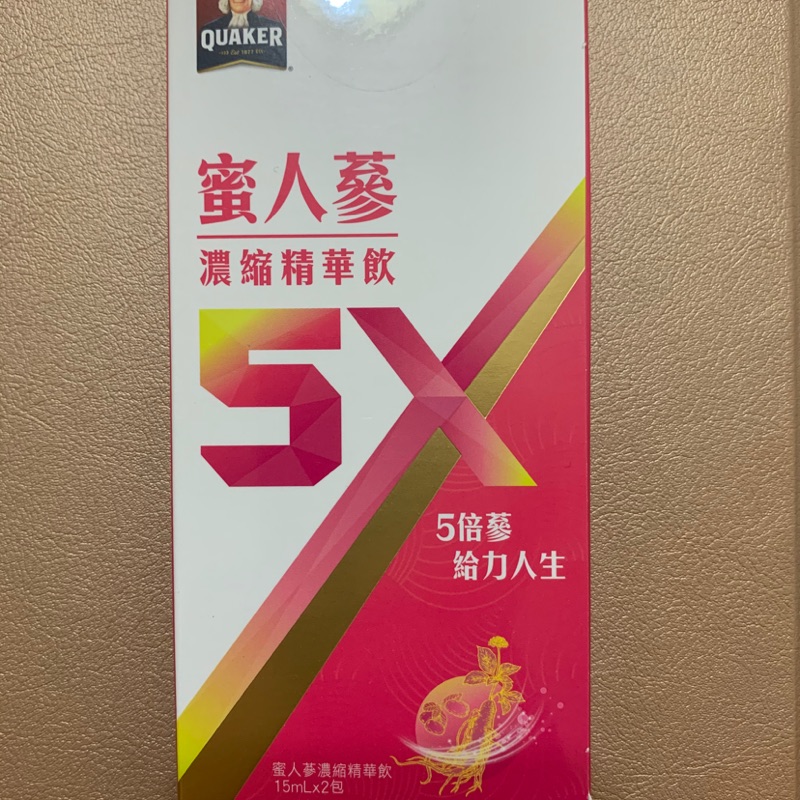 QUAKER
蜜人蔘
濃縮精華飲
5X
5倍蔘
給力人生
蜜人蔘濃縮精華飲
15mLx2包